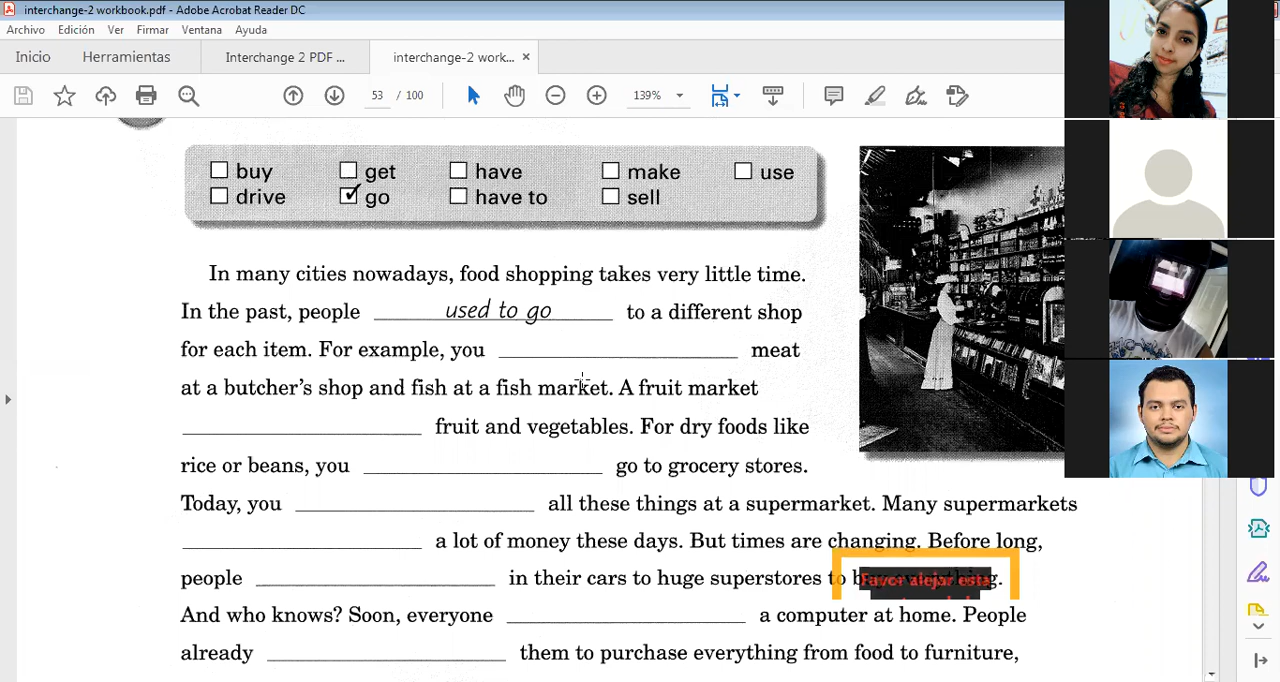 interchange-2 workbook.pdf - Adobe Acrobat Reader DC
Archivo Edición Ver Firmar Ventana Ayuda
Inicio Herramientas Interchange 2 PDF ... interchange-2 work... ×
53 / 100 139%
buy get have make use
drive go have to sell
In many cities nowadays, food shopping takes very little time.
In the past, people used to go to a different shop
for each item. For example, you meat
at a butcher's shop and fish at a fish market. A fruit market
fruit and vegetables. For dry foods like
rice or beans, you go to grocery stores.
Today, you all these things at a supermarket. Many supermarkets
a lot of money these days. But times are changing. Before long,
people in their cars to huge superstores to
Favor alejar esta
And who knows? Soon, everyone a computer at home. People
already them to purchase everything from food to furniture,